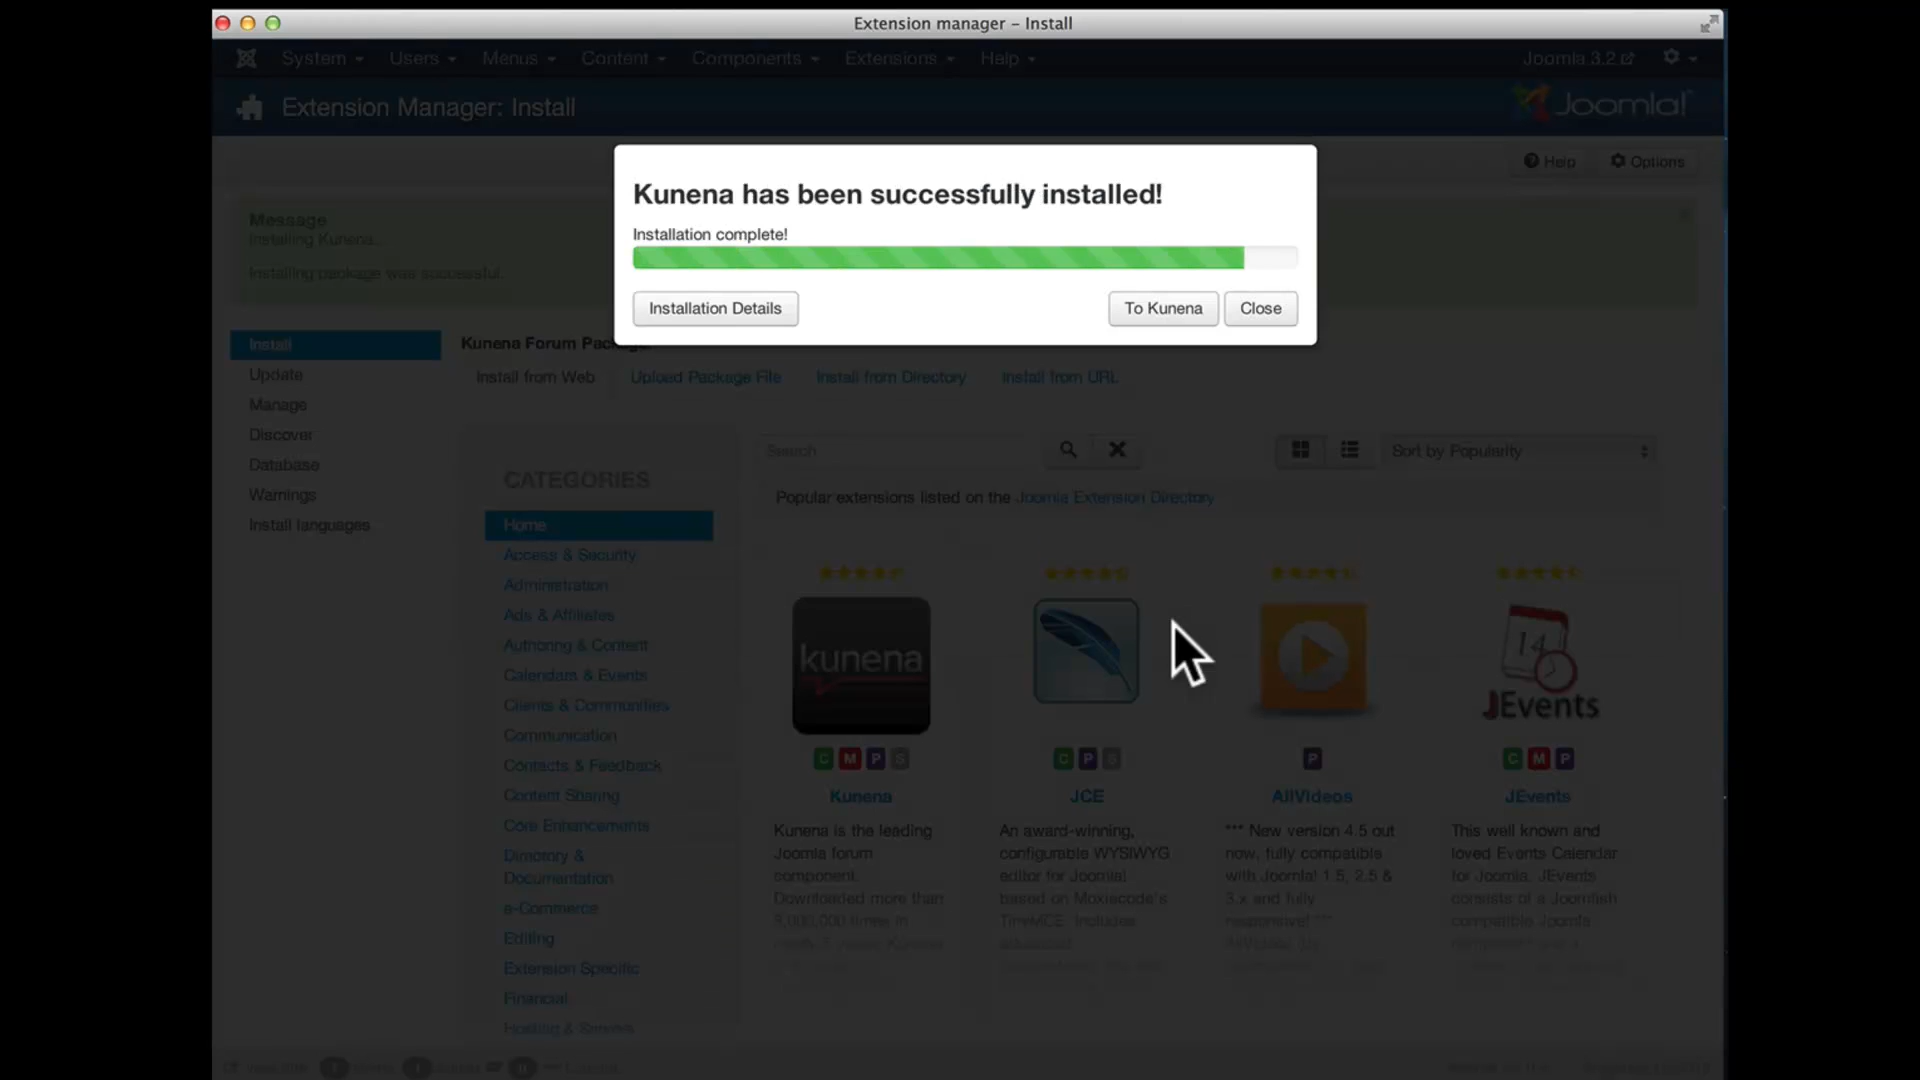 Extension manager – Install
System Users Menus Content Components Extensions Help Joomla 3.2
Extension Manager: Install Joomla!
Help Options
Kunena has been successfully installed!
Installation complete!
Installation Details To Kunena Close
Message
Installing Kunena...
Installing package was successful.
Install
Update
Manage
Discover
Database
Warnings
Install languages
Kunena Forum
Install from Web Upload Package File Install from Directory Install from URL
Search Sort by Popularity
Popular extensions listed on the Joomla Extension Directory
CATEGORIES
Home
Access & Security
Administration
Ads & Affiliates
Authoring & Content
Calendars & Events
Clients & Communities
Communication
Contacts & Feedback
Content Sharing
Core Enhancements
Directory &
Documentation
e-Commerce
Editing
Extension Specific
Financial
Hosting & Servers
kunena
C M P S
Kunena
Kunena is the leading
Joomla forum
component.
Downloaded more than
times in
C P S
JCE
An award-winning,
configurable WYSIWYG
editor for Joomla!
based on Moxiecode's
TinyMCE. Includes
advanced
P
AllVideos
*** New version 4.5 out
now, fully compatible
with Joomla! 1.5, 2.5 &
3.x and fully
responsive! ***
14
JEvents
C M P
JEvents
This well known and
loved Events Calendar
for Joomla. JEvents
consists of a Joomfish
compatible Joomla